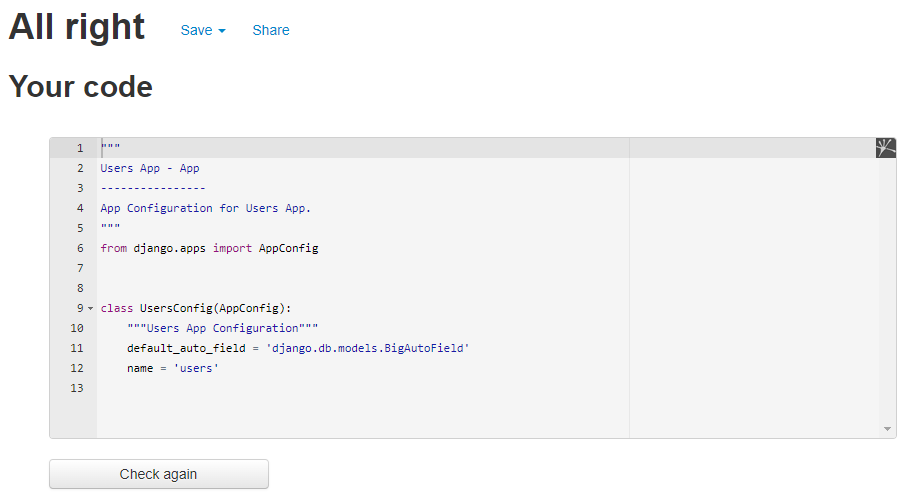 All right Save Share
Your code
1 """
2 Users App - App
3 ----------------
4 App Configuration for Users App.
5 """
6 from django.apps import AppConfig
7
8
9 class UsersConfig(AppConfig):
10 """Users App Configuration"""
11 default_auto_field = 'django.db.models.BigAutoField'
12 name = 'users'
13
Check again